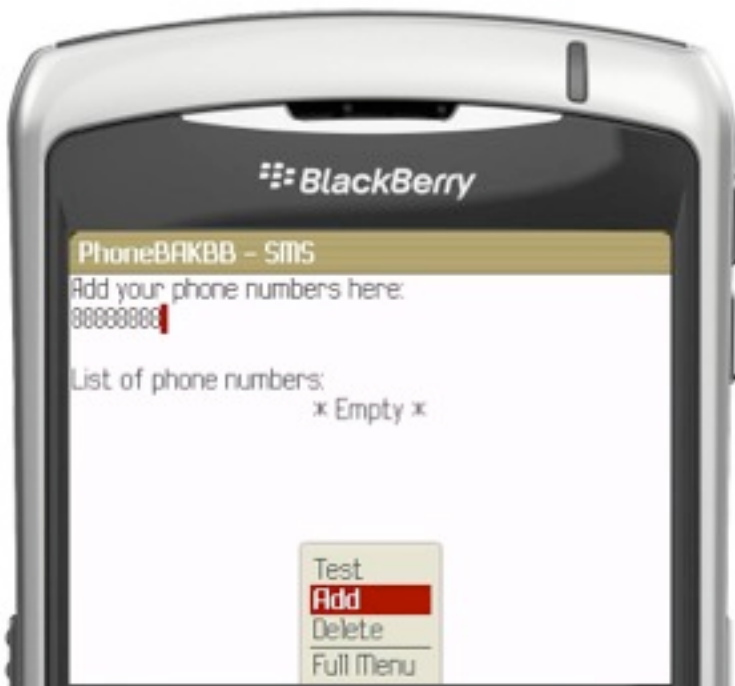 BlackBerry
PhoneBAKBB - SMS
Add your phone numbers here:
88888888
List of phone numbers:
* Empty *
Test
Add
Delete
Full Menu